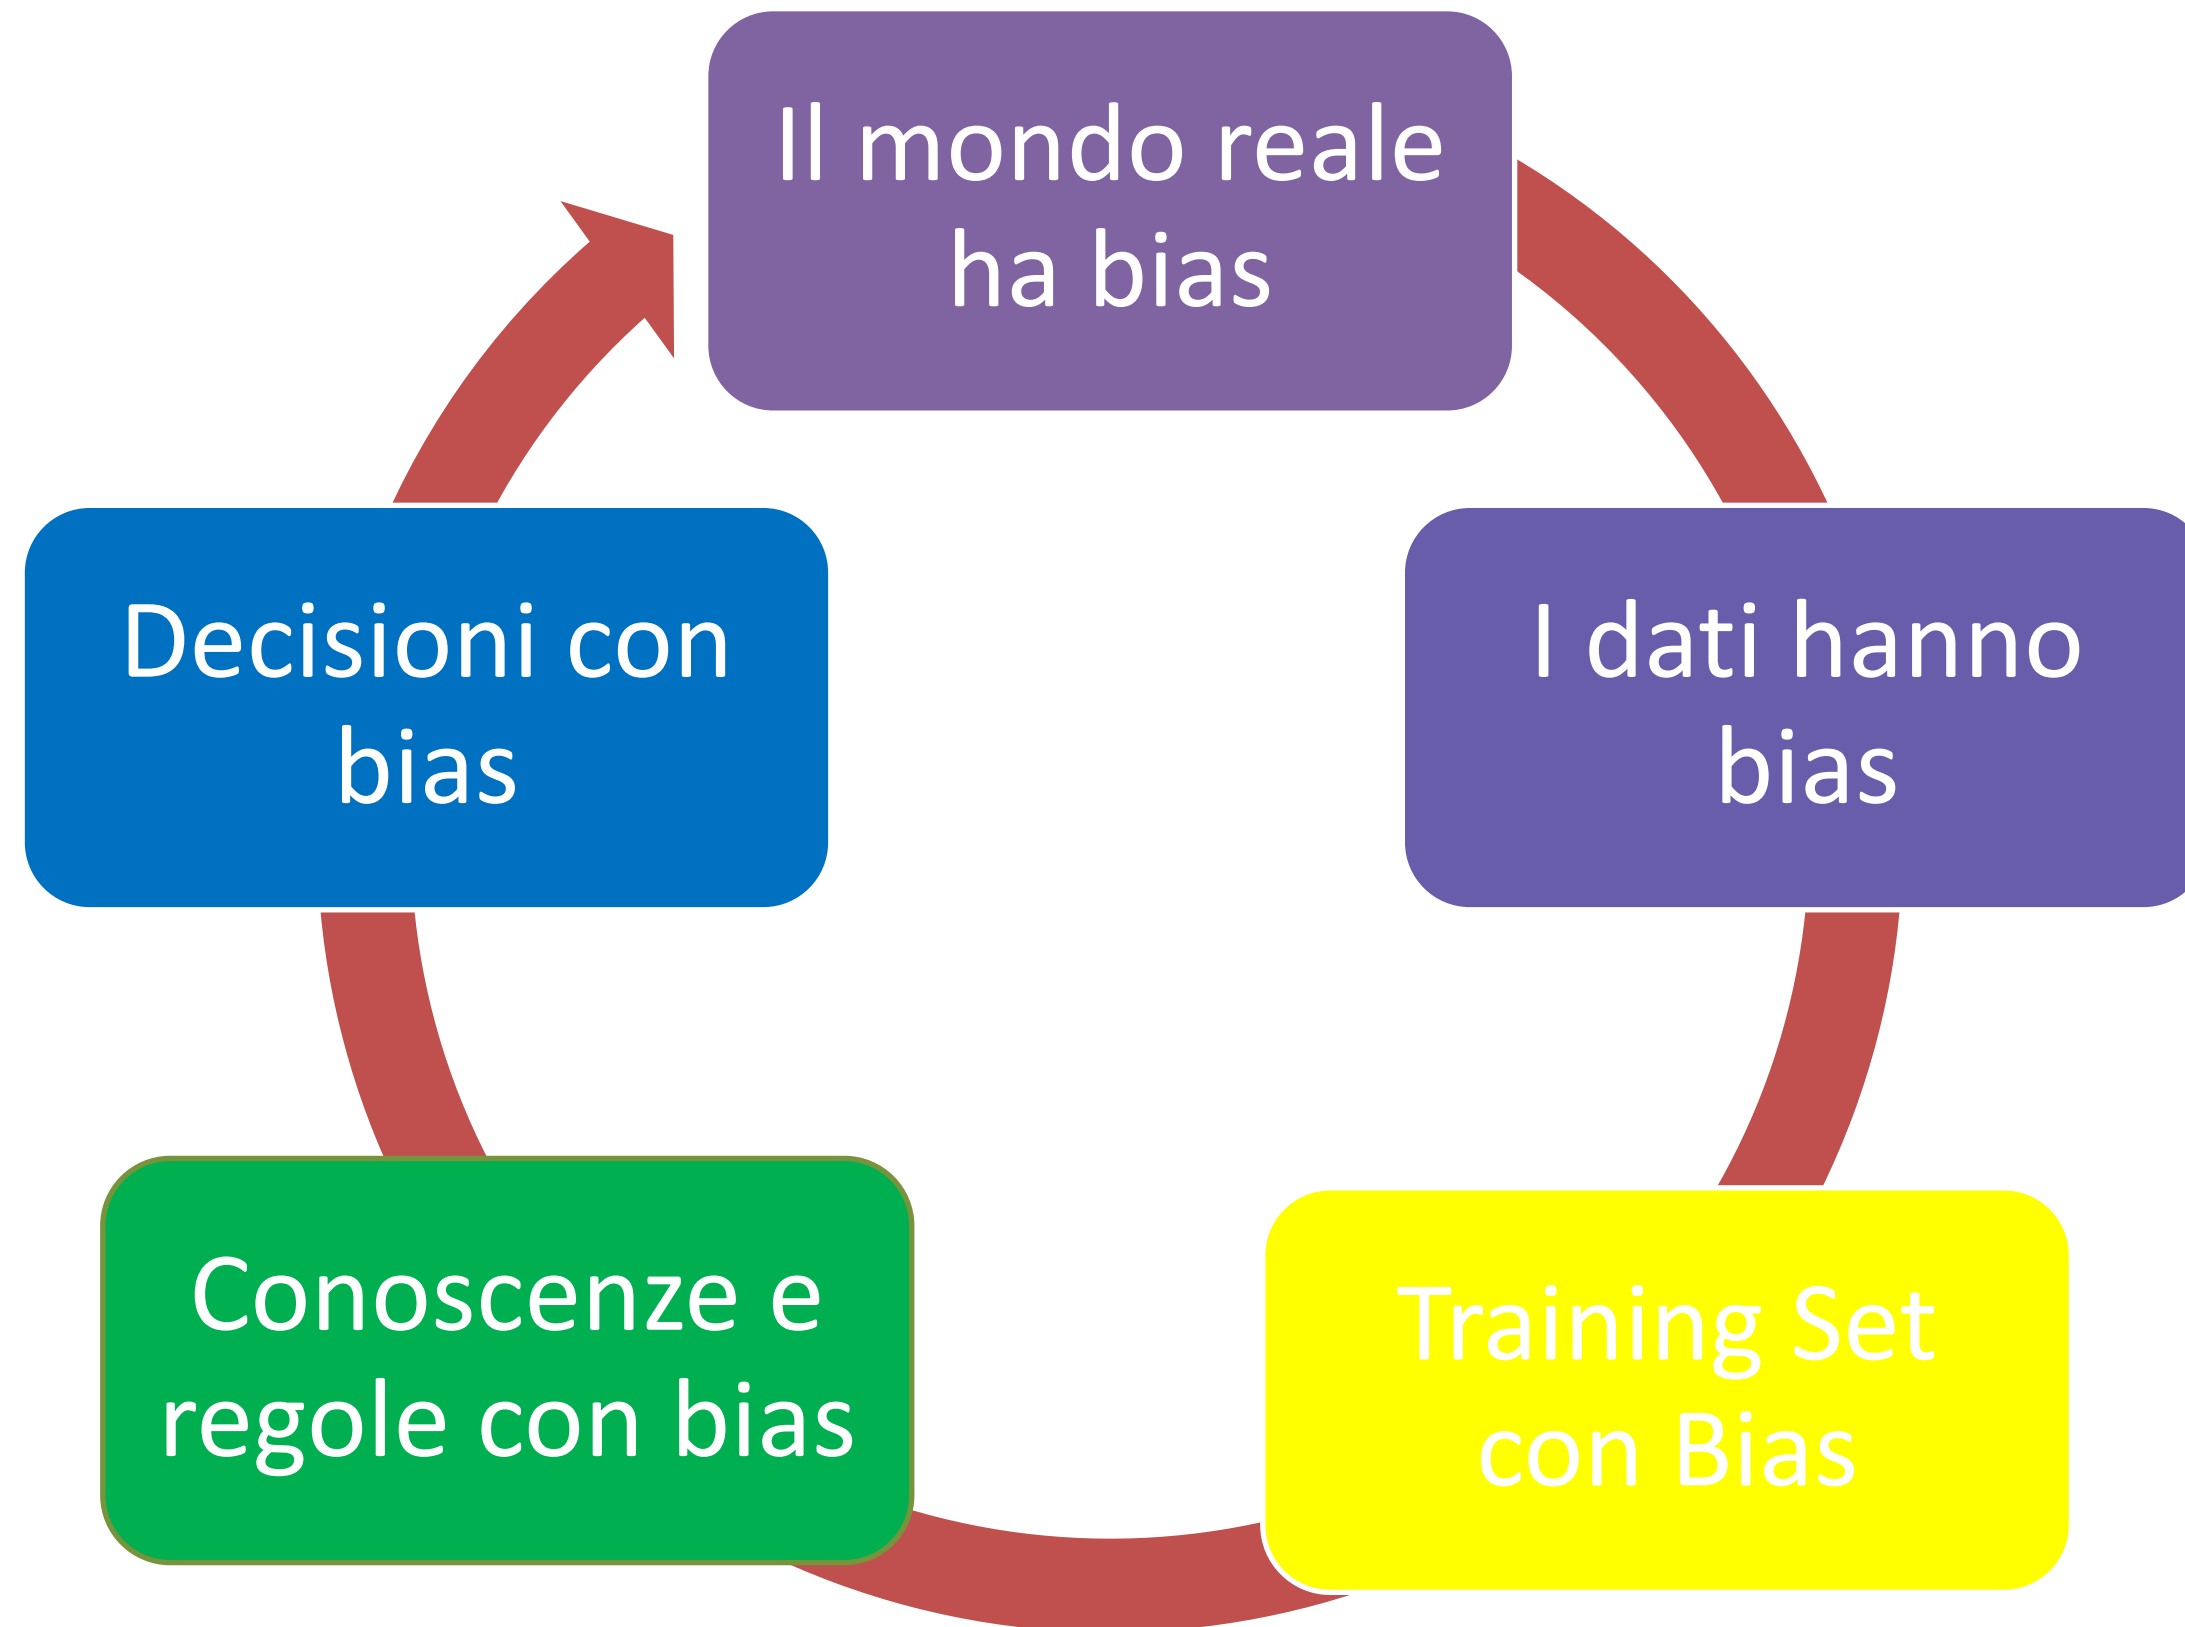 Il mondo reale
ha bias
I dati hanno
bias
Training Set
con Bias
Conoscenze e
regole con bias
Decisioni con
bias